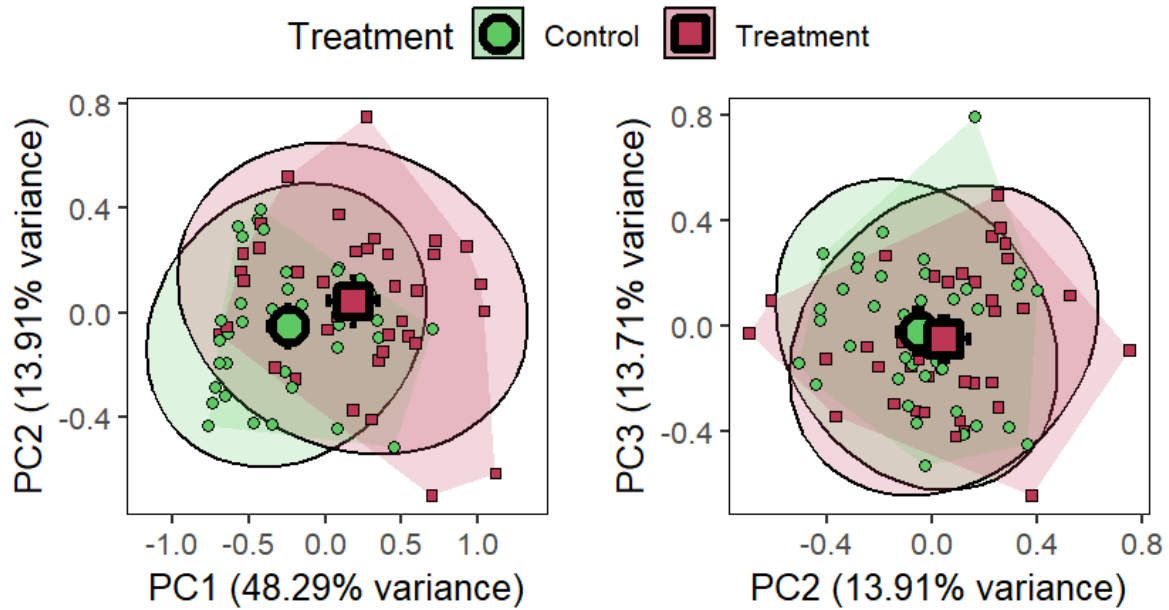 Treatment Control Treatment
0.8
0.4
0.0
-0.4
PC2 (13.91% variance)
-1.0 -0.5 0.0 0.5 1.0
PC1 (48.29% variance)
0.8
0.4
0.0
-0.4
PC3 (13.71% variance)
-0.4 0.0 0.4 0.8
PC2 (13.91% variance)